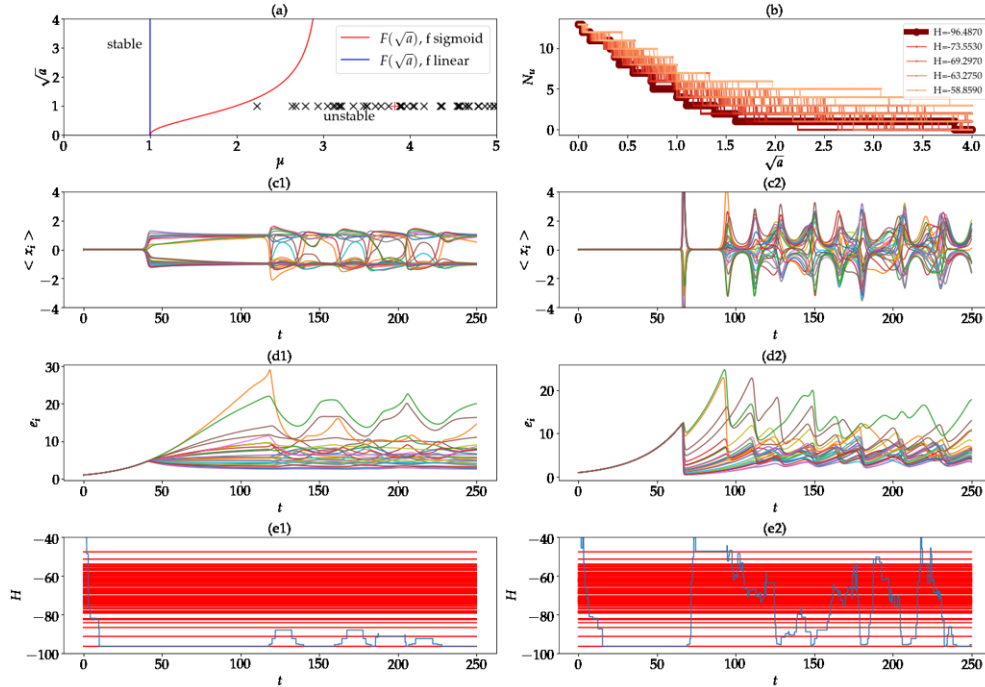 (a)
4
3
2
1
0
√a
stable
unstable
F(√a), f sigmoid
F(√a), f linear
0 1 2 3 4 5
μ
(b)
10
5
0
N_u
H=-96.4870
H=-73.5530
H=-69.2970
H=-63.2750
H=-58.8590
0.0 0.5 1.0 1.5 2.0 2.5 3.0 3.5 4.0
√a
(c1)
4
2
0
−2
−4
< x_i >
0 50 100 150 200 250
t
(c2)
4
2
0
−2
−4
< x_i >
0 50 100 150 200 250
t
(d1)
30
20
10
0
e_i
0 50 100 150 200 250
t
(d2)
20
10
0
e_i
0 50 100 150 200 250
t
(e1)
−40
−60
−80
−100
H
0 50 100 150 200 250
t
(e2)
−40
−60
−80
−100
H
0 50 100 150 200 250
t